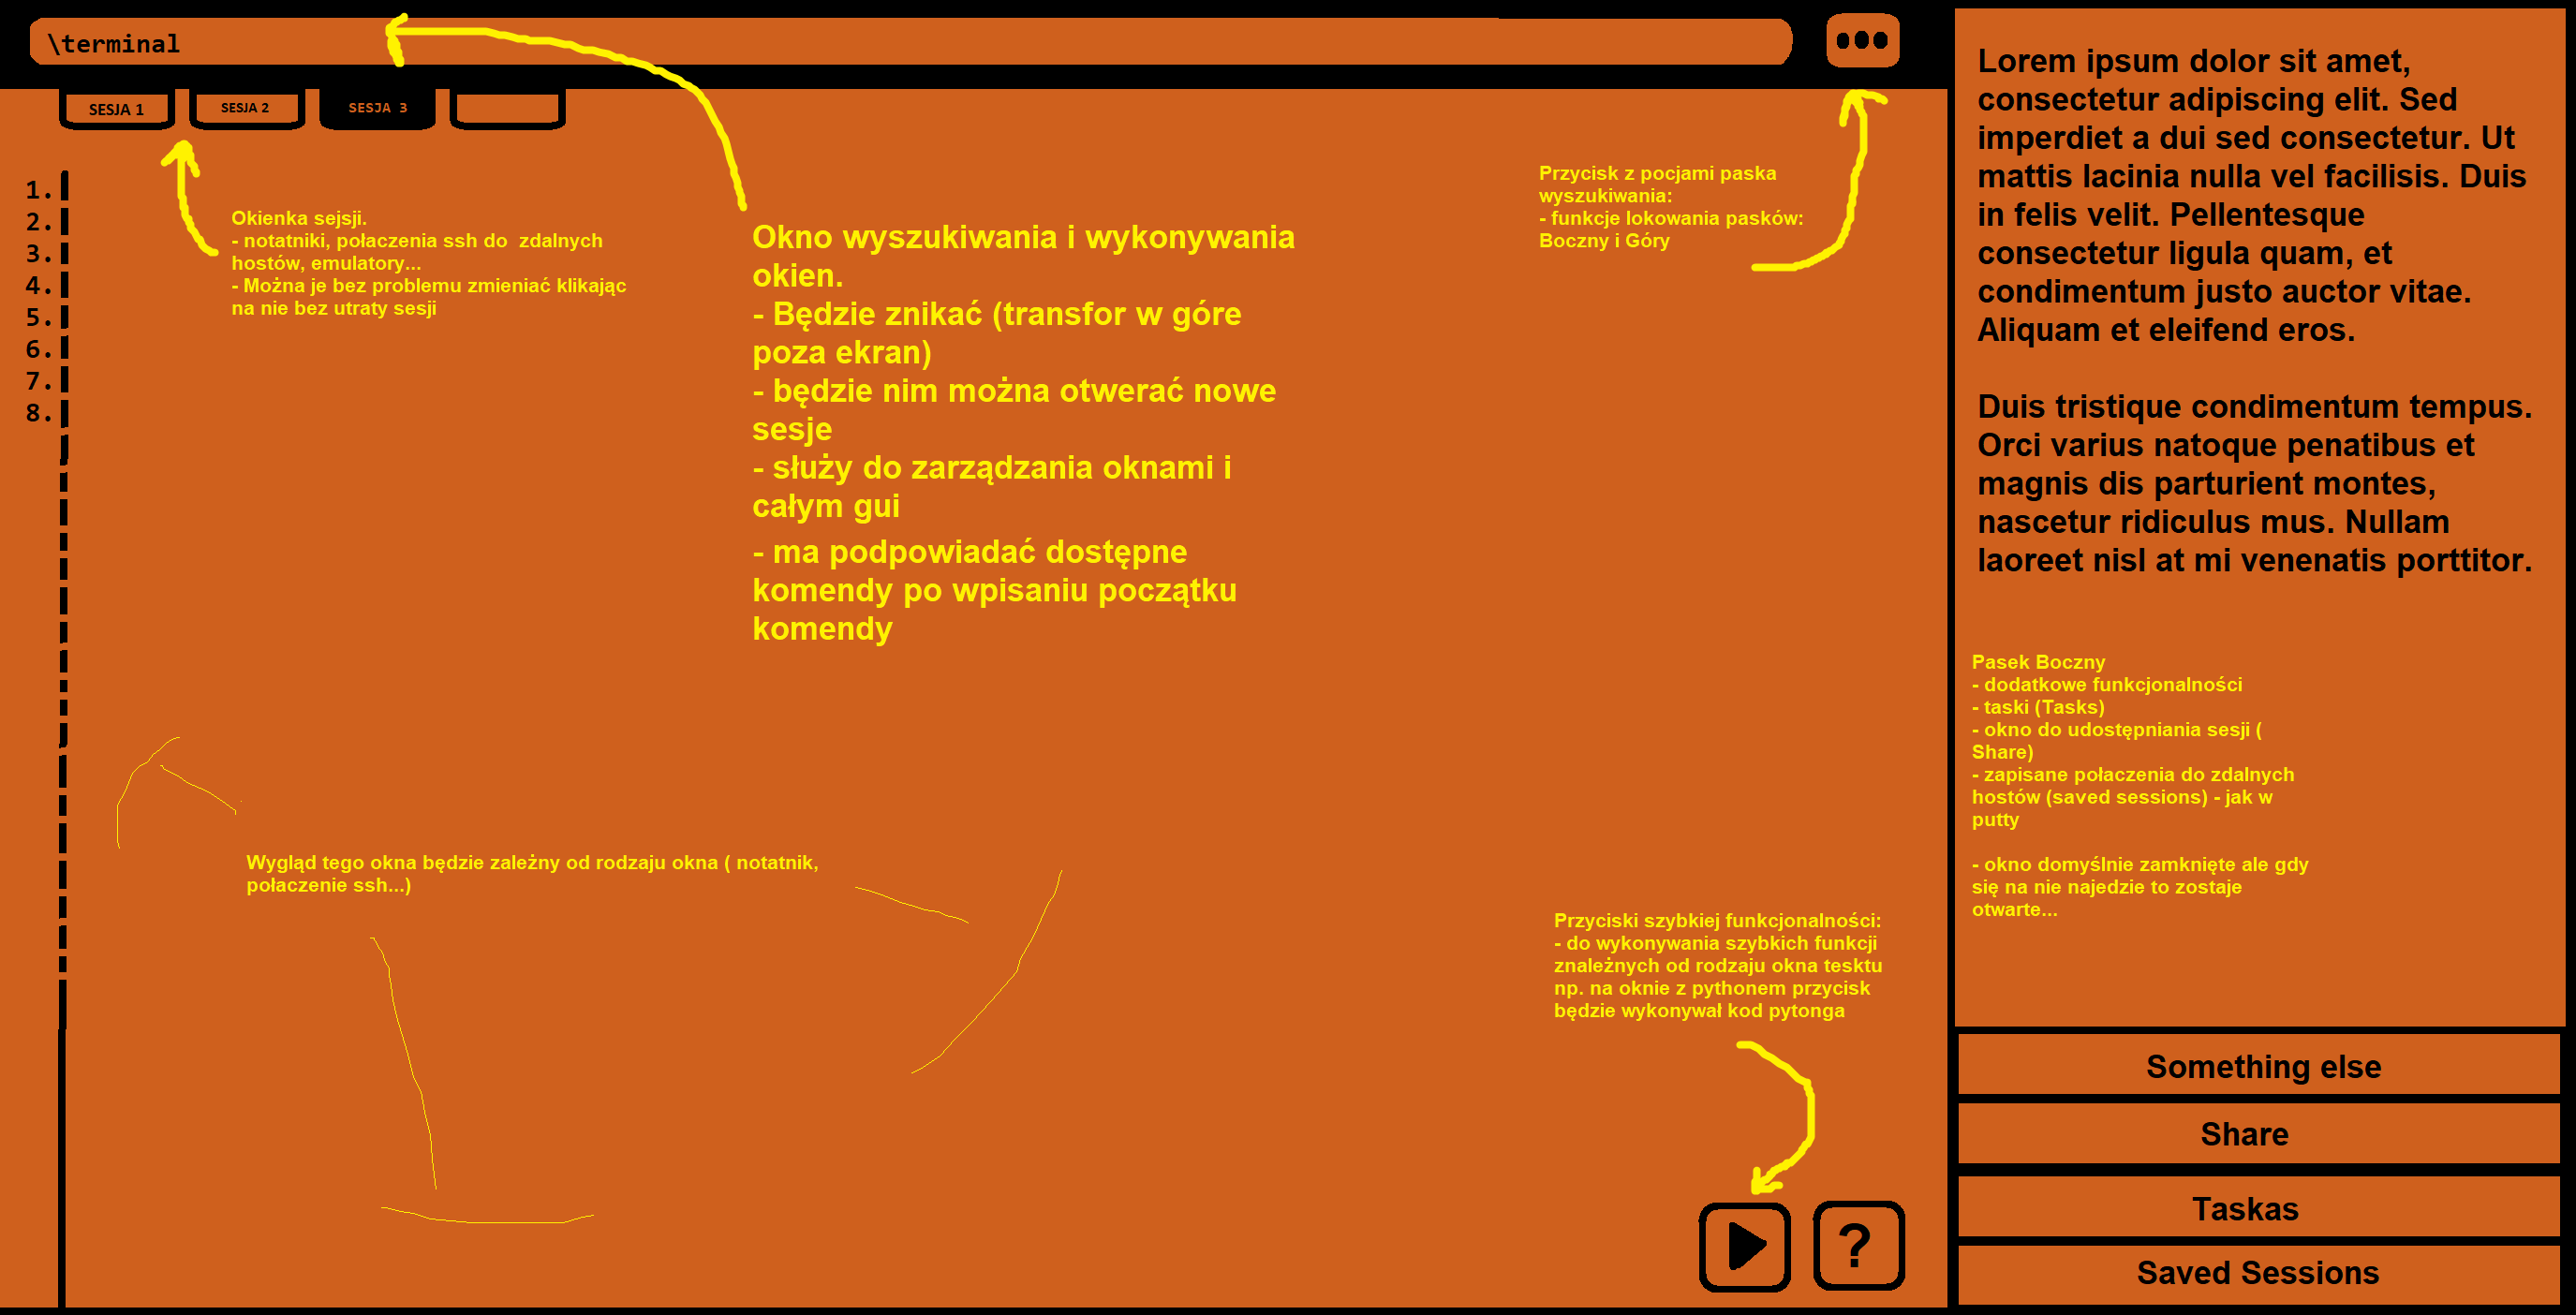 \terminal
SESJA 1
SESJA 2
SESJA 3
1.
2.
3.
4.
5.
6.
7.
8.
Okienka sejsji.
- notatniki, połaczenia ssh do  zdalnych
hostów, emulatory...
- Można je bez problemu zmieniać klikając
na nie bez utraty sesji
Okno wyszukiwania i wykonywania
okien.
- Będzie znikać (transfor w góre
poza ekran)
- będzie nim można otwerać nowe
sesje
- służy do zarządzania oknami i
całym gui
- ma podpowiadać dostępne
komendy po wpisaniu początku
komendy
Przycisk z pocjami paska
wyszukiwania:
- funkcje lokowania pasków:
Boczny i Góry
Wygląd tego okna będzie zależny od rodzaju okna ( notatnik,
połaczenie ssh...)
Przyciski szybkiej funkcjonalności:
- do wykonywania szybkich funkcji
znależnych od rodzaju okna tesktu
np. na oknie z pythonem przycisk
będzie wykonywał kod pytonga
?
Lorem ipsum dolor sit amet,
consectetur adipiscing elit. Sed
imperdiet a dui sed consectetur. Ut
mattis lacinia nulla vel facilisis. Duis
in felis velit. Pellentesque
consectetur ligula quam, et
condimentum justo auctor vitae.
Aliquam et eleifend eros.
Duis tristique condimentum tempus.
Orci varius natoque penatibus et
magnis dis parturient montes,
nascetur ridiculus mus. Nullam
laoreet nisl at mi venenatis porttitor.
Pasek Boczny
- dodatkowe funkcjonalności
- taski (Tasks)
- okno do udostępniania sesji (
Share)
- zapisane połaczenia do zdalnych
hostów (saved sessions) - jak w
putty
- okno domyślnie zamknięte ale gdy
się na nie najedzie to zostaje
otwarte...
Something else
Share
Taskas
Saved Sessions